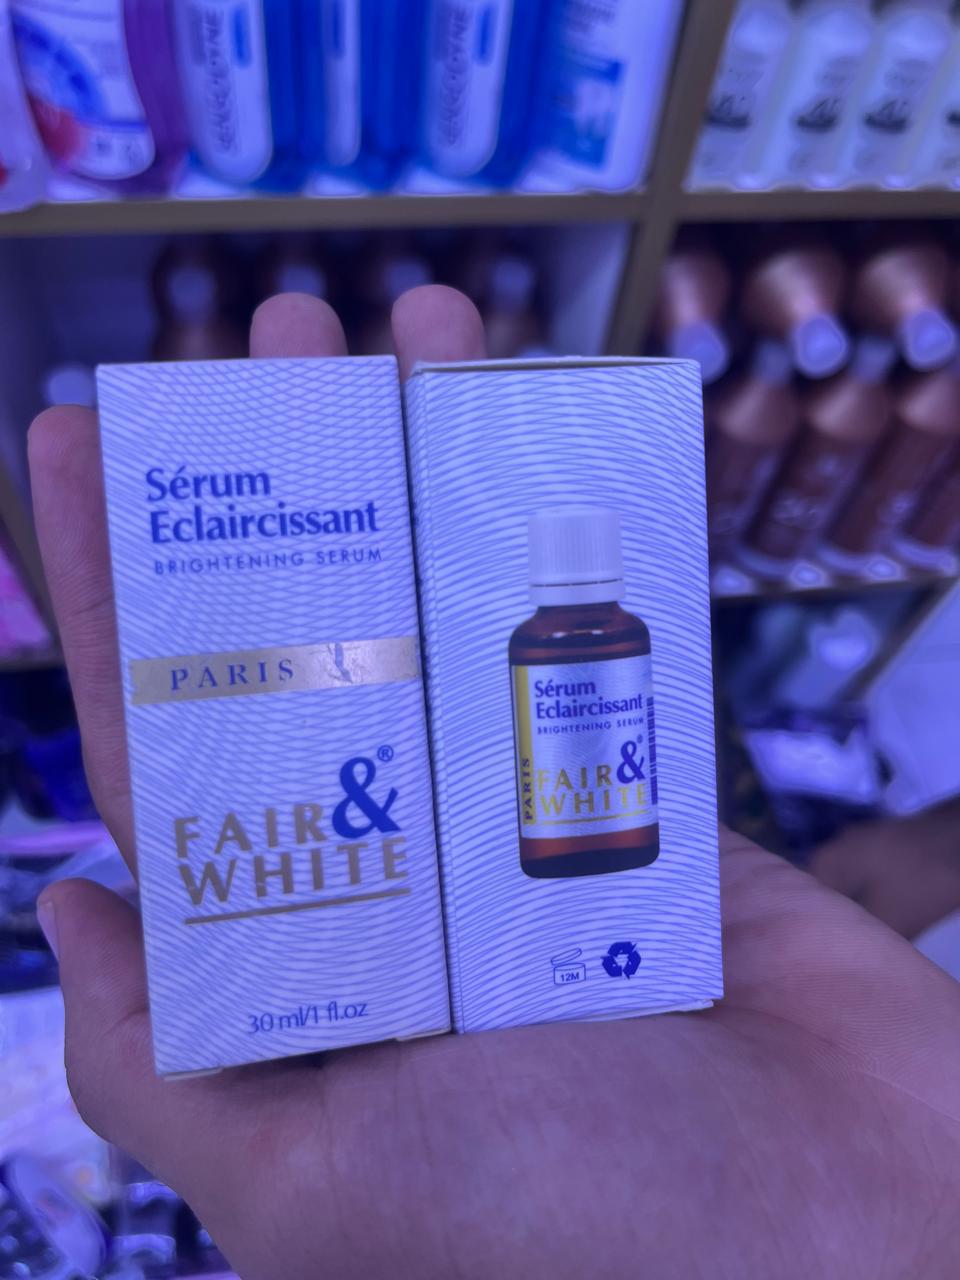 Sérum
Eclaircissant
BRIGHTENING SERUM
PARIS
FAIR&®
WHITE
30 ml/1 fl.oz
Sérum
Eclaircissant
BRIGHTENING SERUM
PARIS
FAIR&®
WHITE
12M